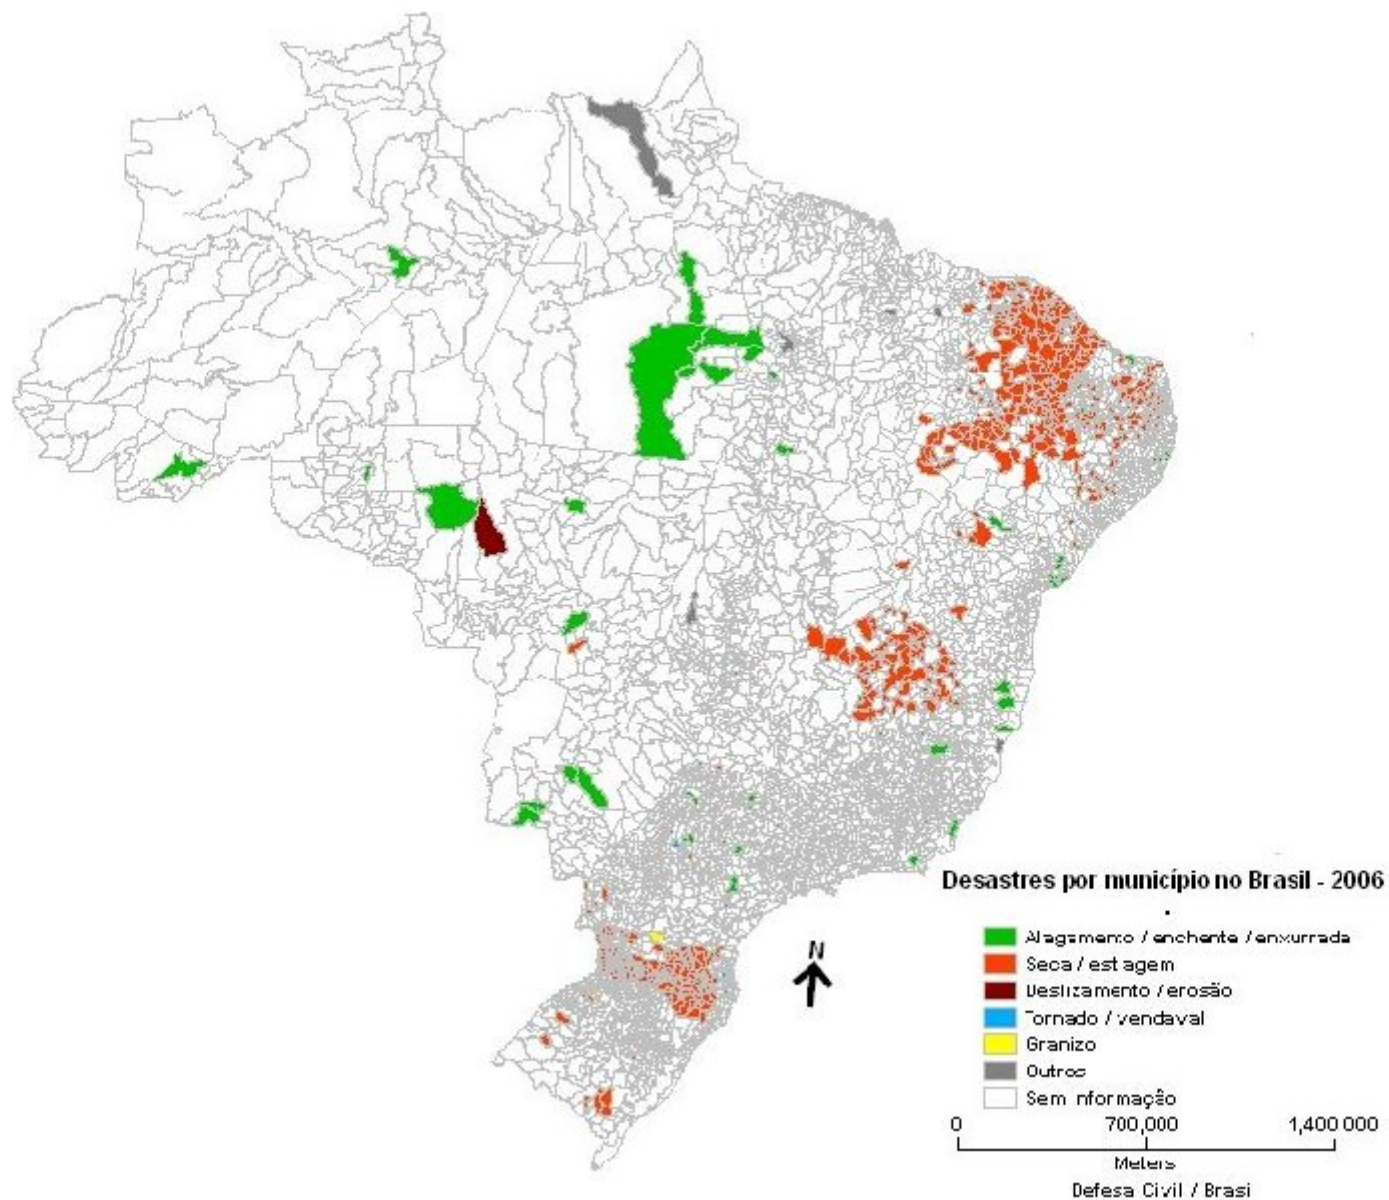 N
Desastres por município no Brasil - 2006
Alagamento / enchente / enxurrada
Seca / estiagem
Deslizamento / erosão
Tornado / vendaval
Granizo
Outros
Sem informação
0 700,000 1,400 000
Meters
Defesa Civil / Brasi